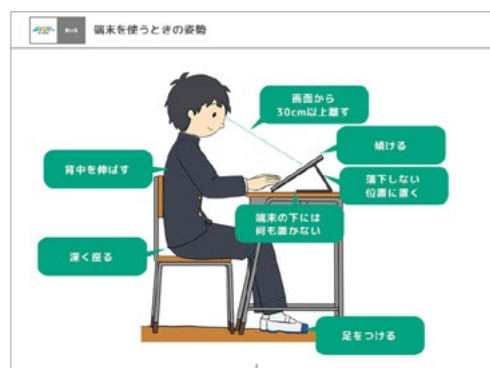 端末を使うときの姿勢
画面から
30cm以上離す
傾ける
背中を伸ばす
落下しない
位置に置く
端末の下には
何も置かない
深く座る
足をつける